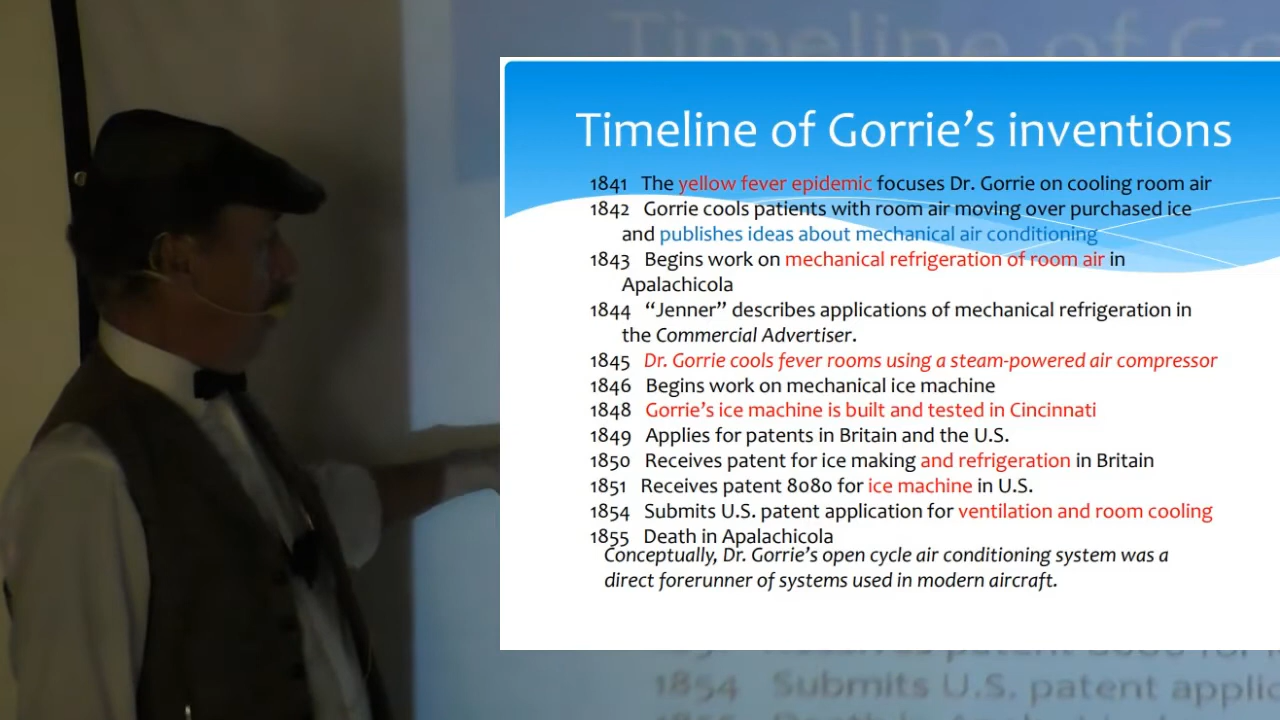 Timeline of Go
Timeline of Gorrie's inventions
1841 The yellow fever epidemic focuses Dr. Gorrie on cooling room air
1842 Gorrie cools patients with room air moving over purchased ice
and publishes ideas about mechanical air conditioning
1843 Begins work on mechanical refrigeration of room air in
Apalachicola
1844 “Jenner” describes applications of mechanical refrigeration in
the Commercial Advertiser.
1845 Dr. Gorrie cools fever rooms using a steam-powered air compressor
1846 Begins work on mechanical ice machine
1848 Gorrie's ice machine is built and tested in Cincinnati
1849 Applies for patents in Britain and the U.S.
1850 Receives patent for ice making and refrigeration in Britain
1851 Receives patent 8080 for ice machine in U.S.
1854 Submits U.S. patent application for ventilation and room cooling
1855 Death in Apalachicola
Conceptually, Dr. Gorrie's open cycle air conditioning system was a
direct forerunner of systems used in modern aircraft.
1854 Submits U.S. patent applic